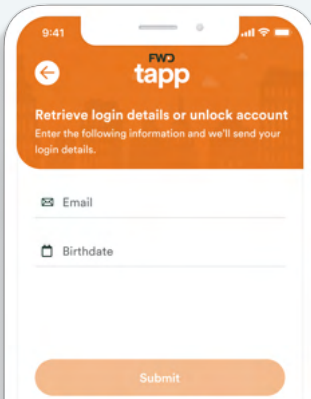 9:41
FWD
tapp
Retrieve login details or unlock account
Enter the following information and we'll send your
login details.
Email
Birthdate
Submit